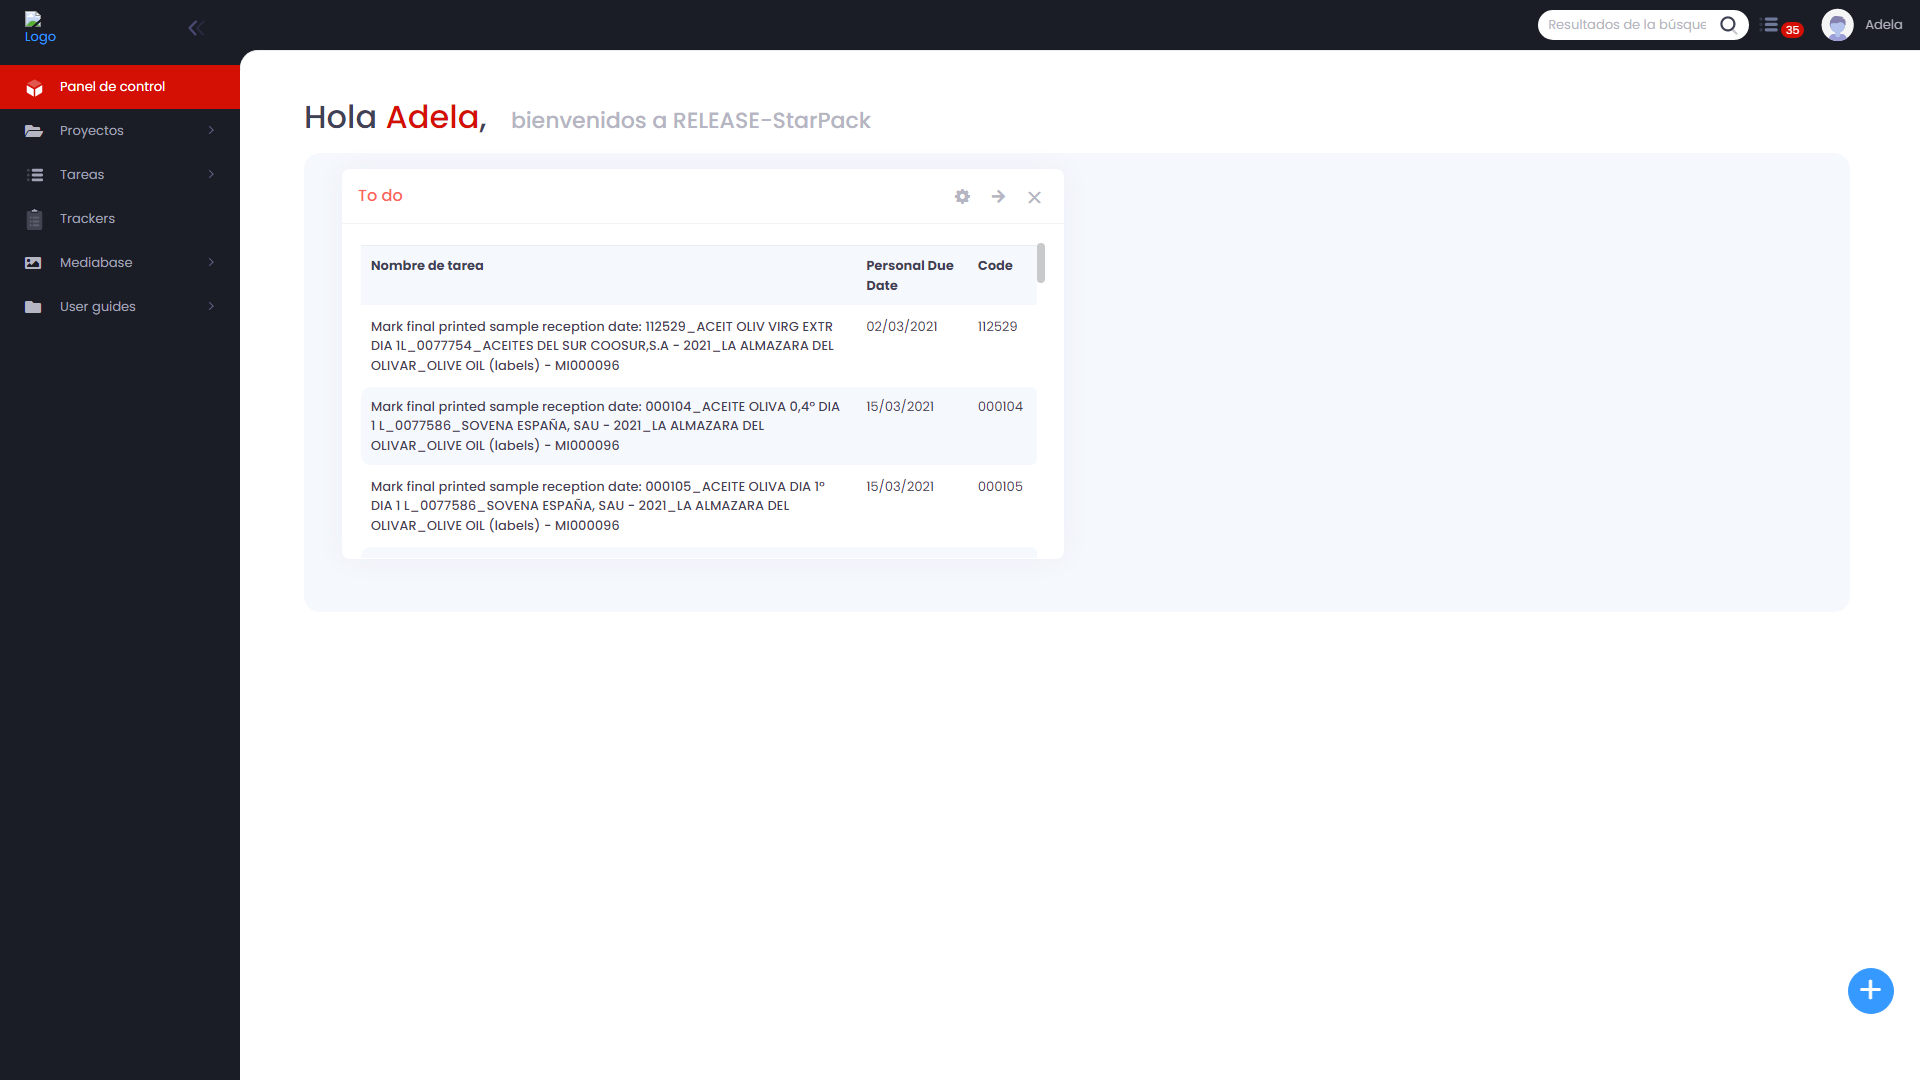 Logo
Resultados de la búsque
35
Adela
Panel de control
Proyectos
Tareas
Trackers
Mediabase
User guides
Hola Adela, bienvenidos a RELEASE-StarPack
To do
Nombre de tarea
Personal Due
Date
Code
Mark final printed sample reception date: 112529_ACEIT OLIV VIRG EXTR
DIA 1L_0077754_ACEITES DEL SUR COOSUR,S.A - 2021_LA ALMAZARA DEL
OLIVAR_OLIVE OIL (labels) - MI000096
02/03/2021
112529
Mark final printed sample reception date: 000104_ACEITE OLIVA 0,4º DIA
1 L_0077586_SOVENA ESPAÑA, SAU - 2021_LA ALMAZARA DEL
OLIVAR_OLIVE OIL (labels) - MI000096
15/03/2021
000104
Mark final printed sample reception date: 000105_ACEITE OLIVA DIA 1º
DIA 1 L_0077586_SOVENA ESPAÑA, SAU - 2021_LA ALMAZARA DEL
OLIVAR_OLIVE OIL (labels) - MI000096
15/03/2021
000105